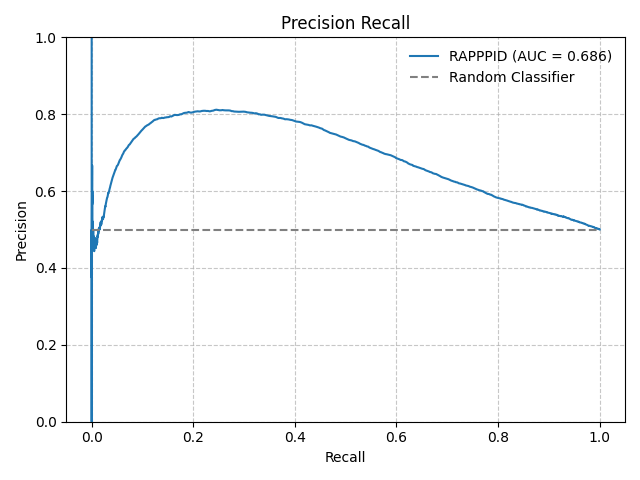 Precision Recall
1.0
0.8
0.6
0.4
0.2
0.0
Precision
RAPPPID (AUC = 0.686)
Random Classifier
0.0 0.2 0.4 0.6 0.8 1.0
Recall